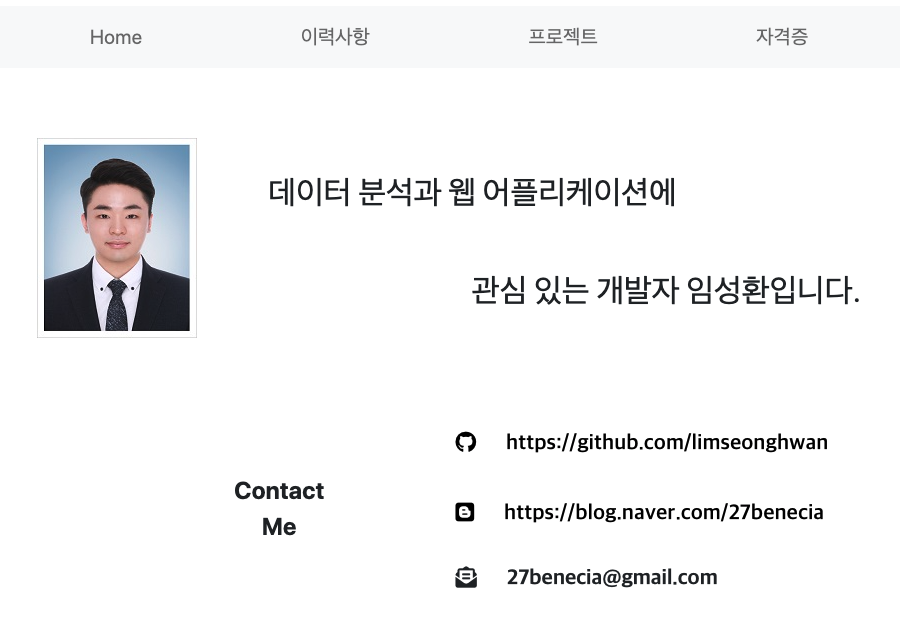 Home
이력사항
프로젝트
자격증
데이터 분석과 웹 어플리케이션에
관심 있는 개발자 임성환입니다.
Contact
Me
https://github.com/limseonghwan
https://blog.naver.com/27benecia
27benecia@gmail.com